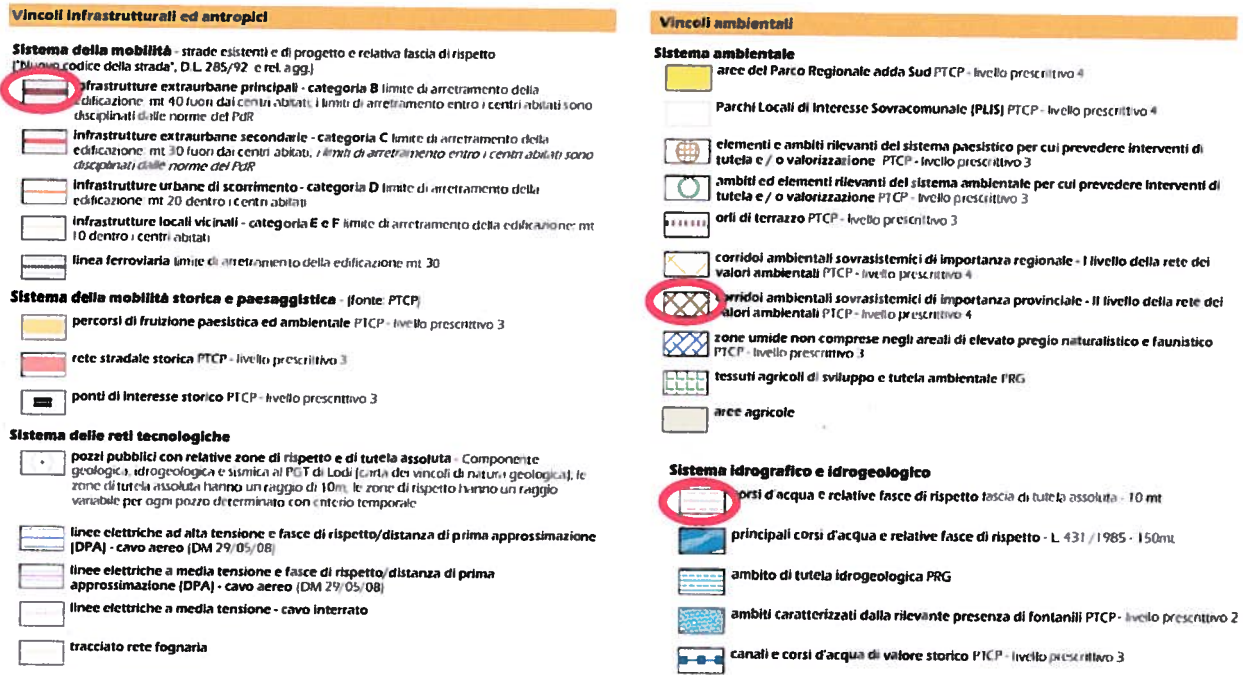 Vincoli infrastrutturali ed antropici
Sistema della mobilità - strade esistenti e di progetto e relativa fascia di rispetto
("Nuovo codice della strada", D.L. 285/92 e rel. agg.)
infrastrutture extraurbane principali - categoria B limite di arretramento della
edificazione: mt 40 fuori dai centri abitati, i limiti di arretramento entro i centri abitati sono
disciplinati dalle norme del PdR
infrastrutture extraurbane secondarie - categoria C limite di arretramento della
edificazione: mt 30 fuori dai centri abitati, i limiti di arretramento entro i centri abitati sono
disciplinati dalle norme del PdR
infrastrutture urbane di scorrimento - categoria D limite di arretramento della
edificazione: mt 20 dentro i centri abitati
infrastrutture locali vicinali - categoria E e F limite di arretramento della edificazione: mt
10 dentro i centri abitati
linea ferroviaria limite di arretramento della edificazione mt 30
Sistema della mobilità storica e paesaggistica - (fonte: PTCP)
percorsi di fruizione paesistica ed ambientale PTCP - livello prescrittivo 3
rete stradale storica PTCP - livello prescrittivo 3
ponti di interesse storico PTCP - livello prescrittivo 3
Sistema delle reti tecnologiche
pozzi pubblici con relative zone di rispetto e di tutela assoluta - Componente
geologica, idrogeologica e sismica al PGT di Lodi (carta dei vincoli di natura geologica), le
zone di tutela assoluta hanno un raggio di 10m, le zone di rispetto hanno un raggio
variabile per ogni pozzo determinato con criterio temporale
linee elettriche ad alta tensione e fasce di rispetto/distanza di prima approssimazione
(DPA) - cavo aereo (DM 29/05/08)
linee elettriche a media tensione e fasce di rispetto/distanza di prima
approssimazione (DPA) - cavo aereo (DM 29/05/08)
linee elettriche a media tensione - cavo interrato
tracciato rete fognaria
Vincoli ambientali
Sistema ambientale
aree del Parco Regionale adda Sud PTCP - livello prescrittivo 4
Parchi Locali di Interesse Sovracomunale (PLIS) PTCP - livello prescrittivo 4
elementi e ambiti rilevanti del sistema paesistico per cui prevedere interventi di
tutela e / o valorizzazione PTCP - livello prescrittivo 3
ambiti ed elementi rilevanti del sistema ambientale per cui prevedere interventi di
tutela e / o valorizzazione PTCP - livello prescrittivo 3
orli di terrazzo PTCP - livello prescrittivo 3
corridoi ambientali sovrasistemici di importanza regionale - I livello della rete dei
valori ambientali PTCP - livello prescrittivo 4
corridoi ambientali sovrasistemici di importanza provinciale - II livello della rete dei
valori ambientali PTCP - livello prescrittivo 4
zone umide non comprese negli areali di elevato pregio naturalistico e faunistico
PTCP - livello prescrittivo 3
tessuti agricoli di sviluppo e tutela ambientale PRG
aree agricole
Sistema idrografico e idrogeologico
corsi d'acqua e relative fasce di rispetto fascia di tutela assoluta - 10 mt
principali corsi d'acqua e relative fasce di rispetto - L. 431/1985 - 150mt
ambito di tutela idrogeologica PRG
ambiti caratterizzati dalla rilevante presenza di fontanili PTCP - livello prescrittivo 2
canali e corsi d'acqua di valore storico PTCP - livello prescrittivo 3